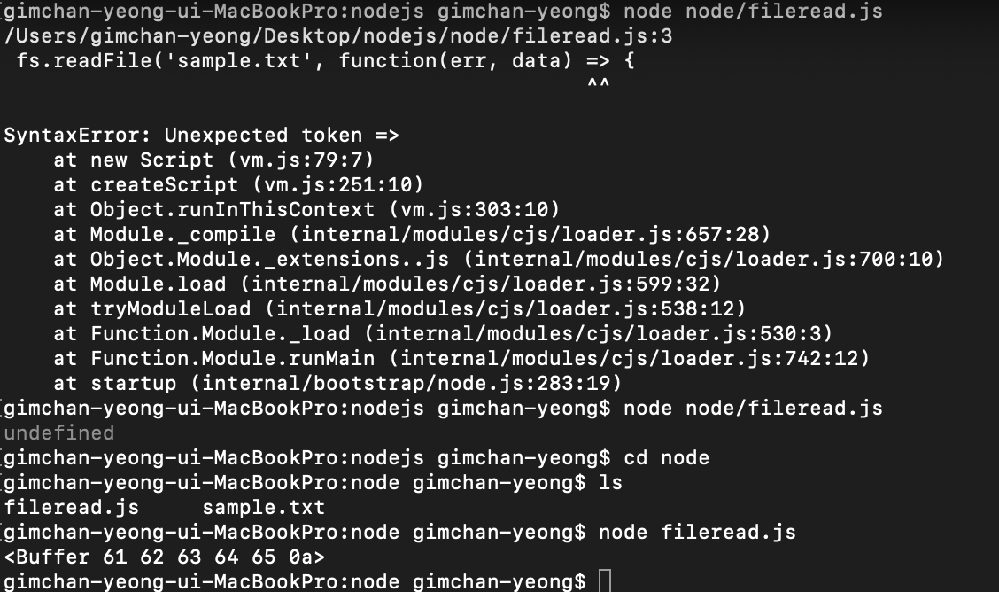 gimchan-yeong-ui-MacBookPro:nodejs gimchan-yeong$ node node/fileread.js
/Users/gimchan-yeong/Desktop/nodejs/node/fileread.js:3
 fs.readFile('sample.txt', function(err, data) => {
                                               ^^

SyntaxError: Unexpected token =>
    at new Script (vm.js:79:7)
    at createScript (vm.js:251:10)
    at Object.runInThisContext (vm.js:303:10)
    at Module._compile (internal/modules/cjs/loader.js:657:28)
    at Object.Module._extensions..js (internal/modules/cjs/loader.js:700:10)
    at Module.load (internal/modules/cjs/loader.js:599:32)
    at tryModuleLoad (internal/modules/cjs/loader.js:538:12)
    at Function.Module._load (internal/modules/cjs/loader.js:530:3)
    at Function.Module.runMain (internal/modules/cjs/loader.js:742:12)
    at startup (internal/bootstrap/node.js:283:19)
gimchan-yeong-ui-MacBookPro:nodejs gimchan-yeong$ node node/fileread.js
undefined
gimchan-yeong-ui-MacBookPro:nodejs gimchan-yeong$ cd node
gimchan-yeong-ui-MacBookPro:node gimchan-yeong$ ls
fileread.js     sample.txt
gimchan-yeong-ui-MacBookPro:node gimchan-yeong$ node fileread.js
<Buffer 61 62 63 64 65 0a>
gimchan-yeong-ui-MacBookPro:node gimchan-yeong$